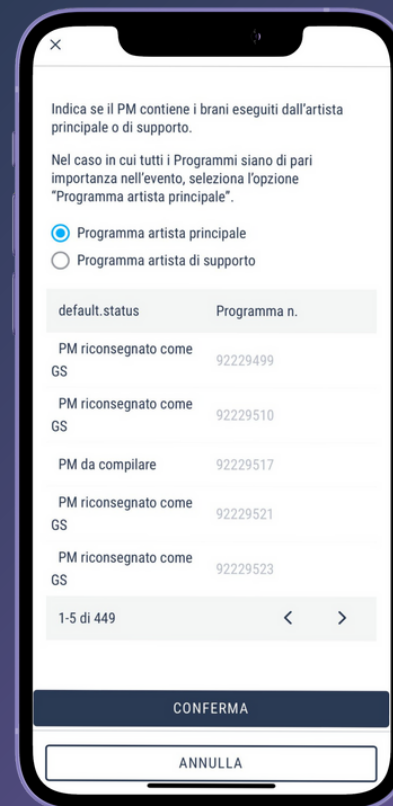 Indica se il PM contiene i brani eseguiti dall'artista
principale o di supporto.
Nel caso in cui tutti i Programmi siano di pari
importanza nell'evento, seleziona l'opzione
“Programma artista principale”.
Programma artista principale
Programma artista di supporto
default.status Programma n.
PM riconsegnato come
GS 92229499
PM riconsegnato come
GS 92229510
PM da compilare 92229517
PM riconsegnato come
GS 92229521
PM riconsegnato come
GS 92229523
1-5 di 449
CONFERMA
ANNULLA